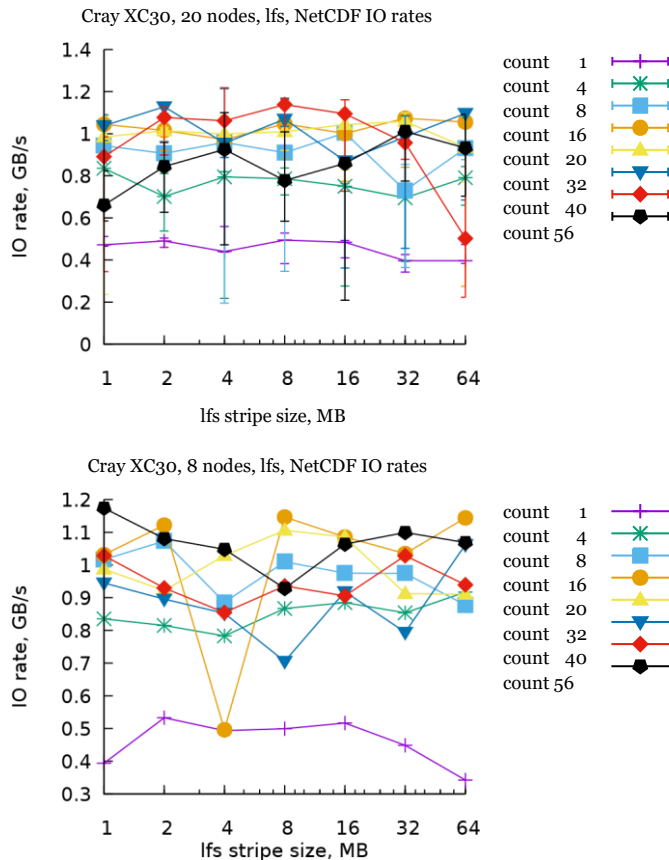 Cray XC30, 20 nodes, lfs, NetCDF IO rates
IO rate, GB/s
1.4
1.2
1
0.8
0.6
0.4
0.2
0
1 2 4 8 16 32 64
lfs stripe size, MB
count 1
count 4
count 8
count 16
count 20
count 32
count 40
count 56
Cray XC30, 8 nodes, lfs, NetCDF IO rates
IO rate, GB/s
1.2
1.1
1
0.9
0.8
0.7
0.6
0.5
0.4
0.3
1 2 4 8 16 32 64
lfs stripe size, MB
count 1
count 4
count 8
count 16
count 20
count 32
count 40
count 56